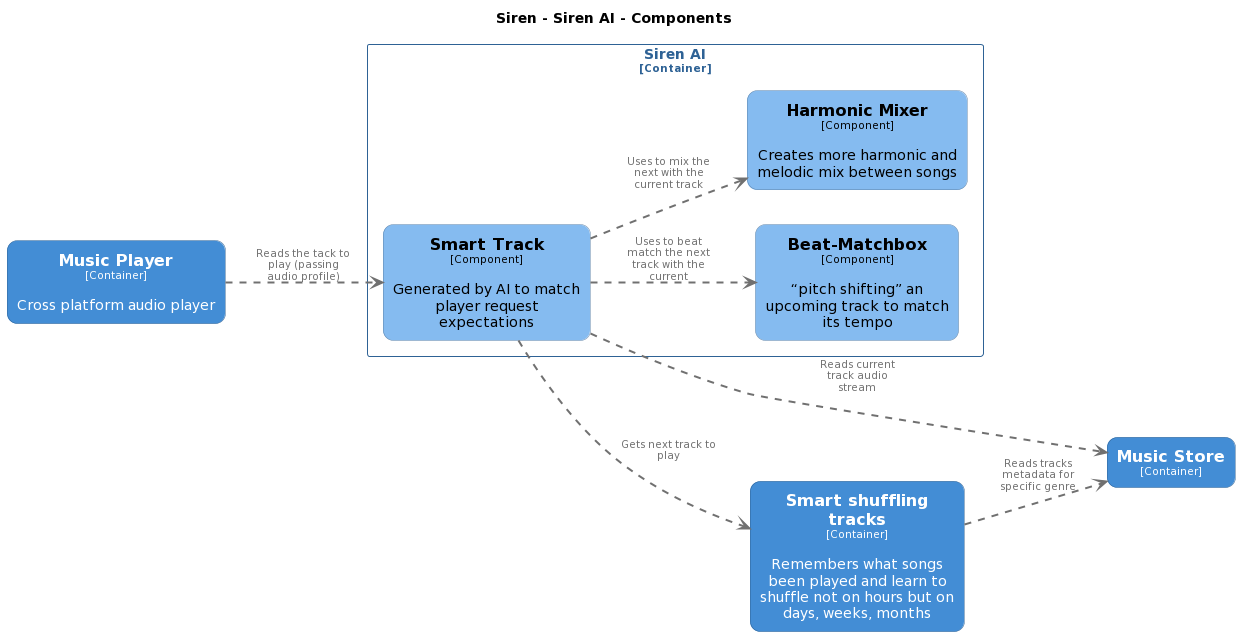 Siren - Siren AI - Components
Siren AI
[Container]
Harmonic Mixer
[Component]
Creates more harmonic and
melodic mix between songs
Uses to mix the
next with the
current track
Music Player
[Container]
Cross platform audio player
Reads the tack to
play (passing
audio profile)
Smart Track
[Component]
Generated by AI to match
player request
expectations
Uses to beat
match the next
track with the
current
Beat-Matchbox
[Component]
“pitch shifting” an
upcoming track to match
its tempo
Reads current
track audio
stream
Gets next track to
play
Music Store
[Container]
Reads tracks
metadata for
specific genre
Smart shuffling
tracks
[Container]
Remembers what songs
been played and learn to
shuffle not on hours but on
days, weeks, months